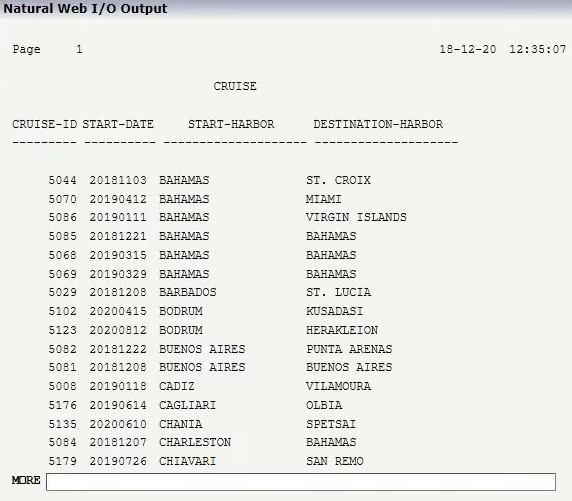 Natural Web I/O Output
Page 1 18-12-20 12:35:07
CRUISE
CRUISE-ID START-DATE START-HARBOR DESTINATION-HARBOR
--------- ---------- -------------------- --------------------
5044 20181103 BAHAMAS ST. CROIX
5070 20190412 BAHAMAS MIAMI
5086 20190111 BAHAMAS VIRGIN ISLANDS
5085 20181221 BAHAMAS BAHAMAS
5068 20190315 BAHAMAS BAHAMAS
5069 20190329 BAHAMAS BAHAMAS
5029 20181208 BARBADOS ST. LUCIA
5102 20200415 BODRUM KUSADASI
5123 20200812 BODRUM HERAKLEION
5082 20181222 BUENOS AIRES PUNTA ARENAS
5081 20181208 BUENOS AIRES BUENOS AIRES
5008 20190118 CADIZ VILAMOURA
5176 20190614 CAGLIARI OLBIA
5135 20200610 CHANIA SPETSAI
5084 20181207 CHARLESTON BAHAMAS
5179 20190726 CHIAVARI SAN REMO
MORE